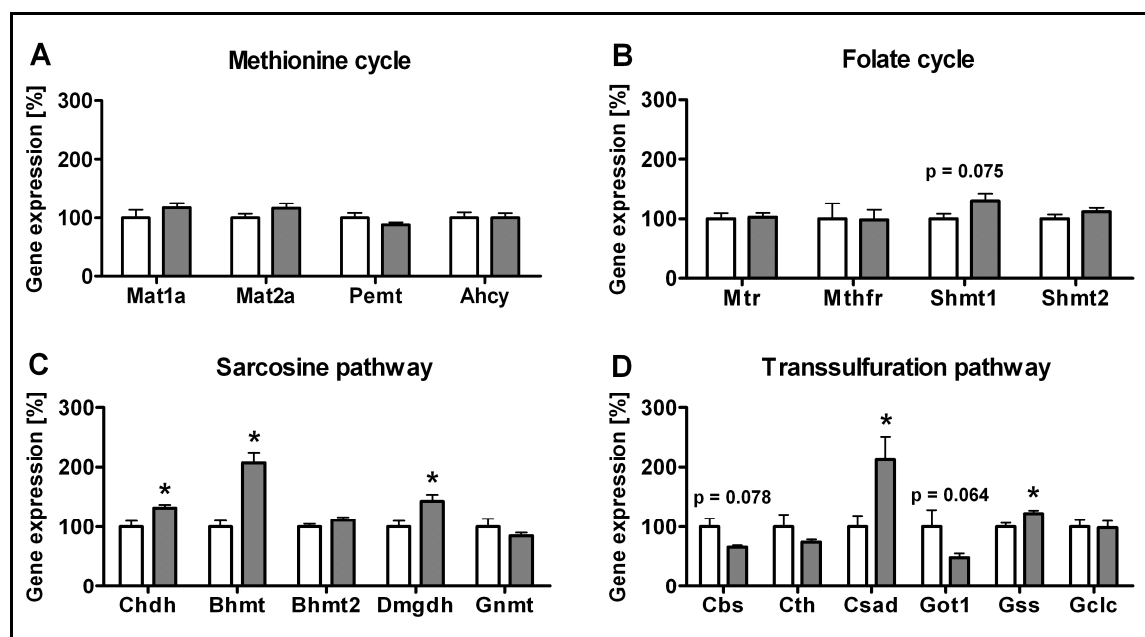 A
Methionine cycle
Gene expression [%]
300
200
100
0
Mat1a Mat2a Pemt Ahcy
B
Folate cycle
Gene expression [%]
300
200
100
0
p = 0.075
Mtr Mthfr Shmt1 Shmt2
C
Sarcosine pathway
Gene expression [%]
300
200
100
0
* * *
Chdh Bhmt Bhmt2 Dmgdh Gnmt
D
Transsulfuration pathway
Gene expression [%]
300
200
100
0
p = 0.078 * p = 0.064 *
Cbs Cth Csad Got1 Gss Gclc